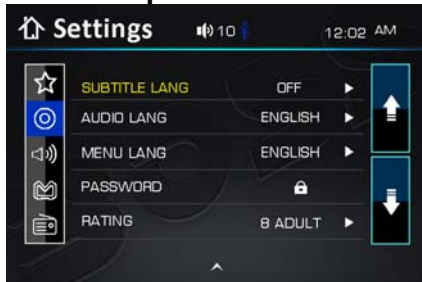 Settings 10 12:02 AM
SUBTITLE LANG OFF
AUDIO LANG ENGLISH
MENU LANG ENGLISH
PASSWORD
RATING 8 ADULT